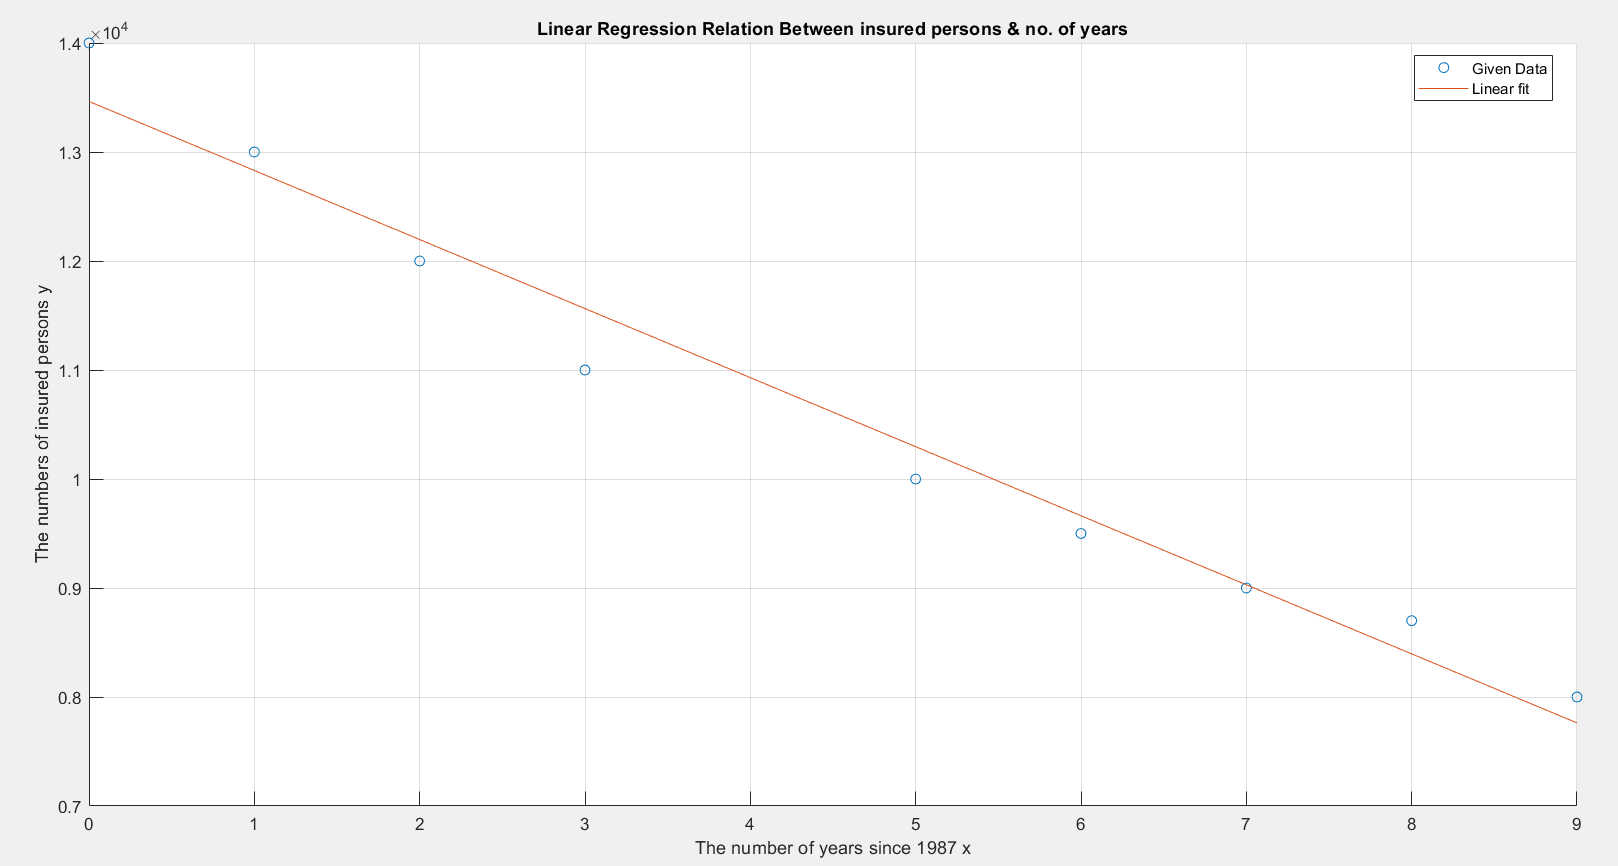 Linear Regression Relation Between insured persons & no. of years
×10⁴
1.4
1.3
1.2
1.1
1
0.9
0.8
0.7
The numbers of insured persons y
Given Data
Linear fit
0 1 2 3 4 5 6 7 8 9
The number of years since 1987 x